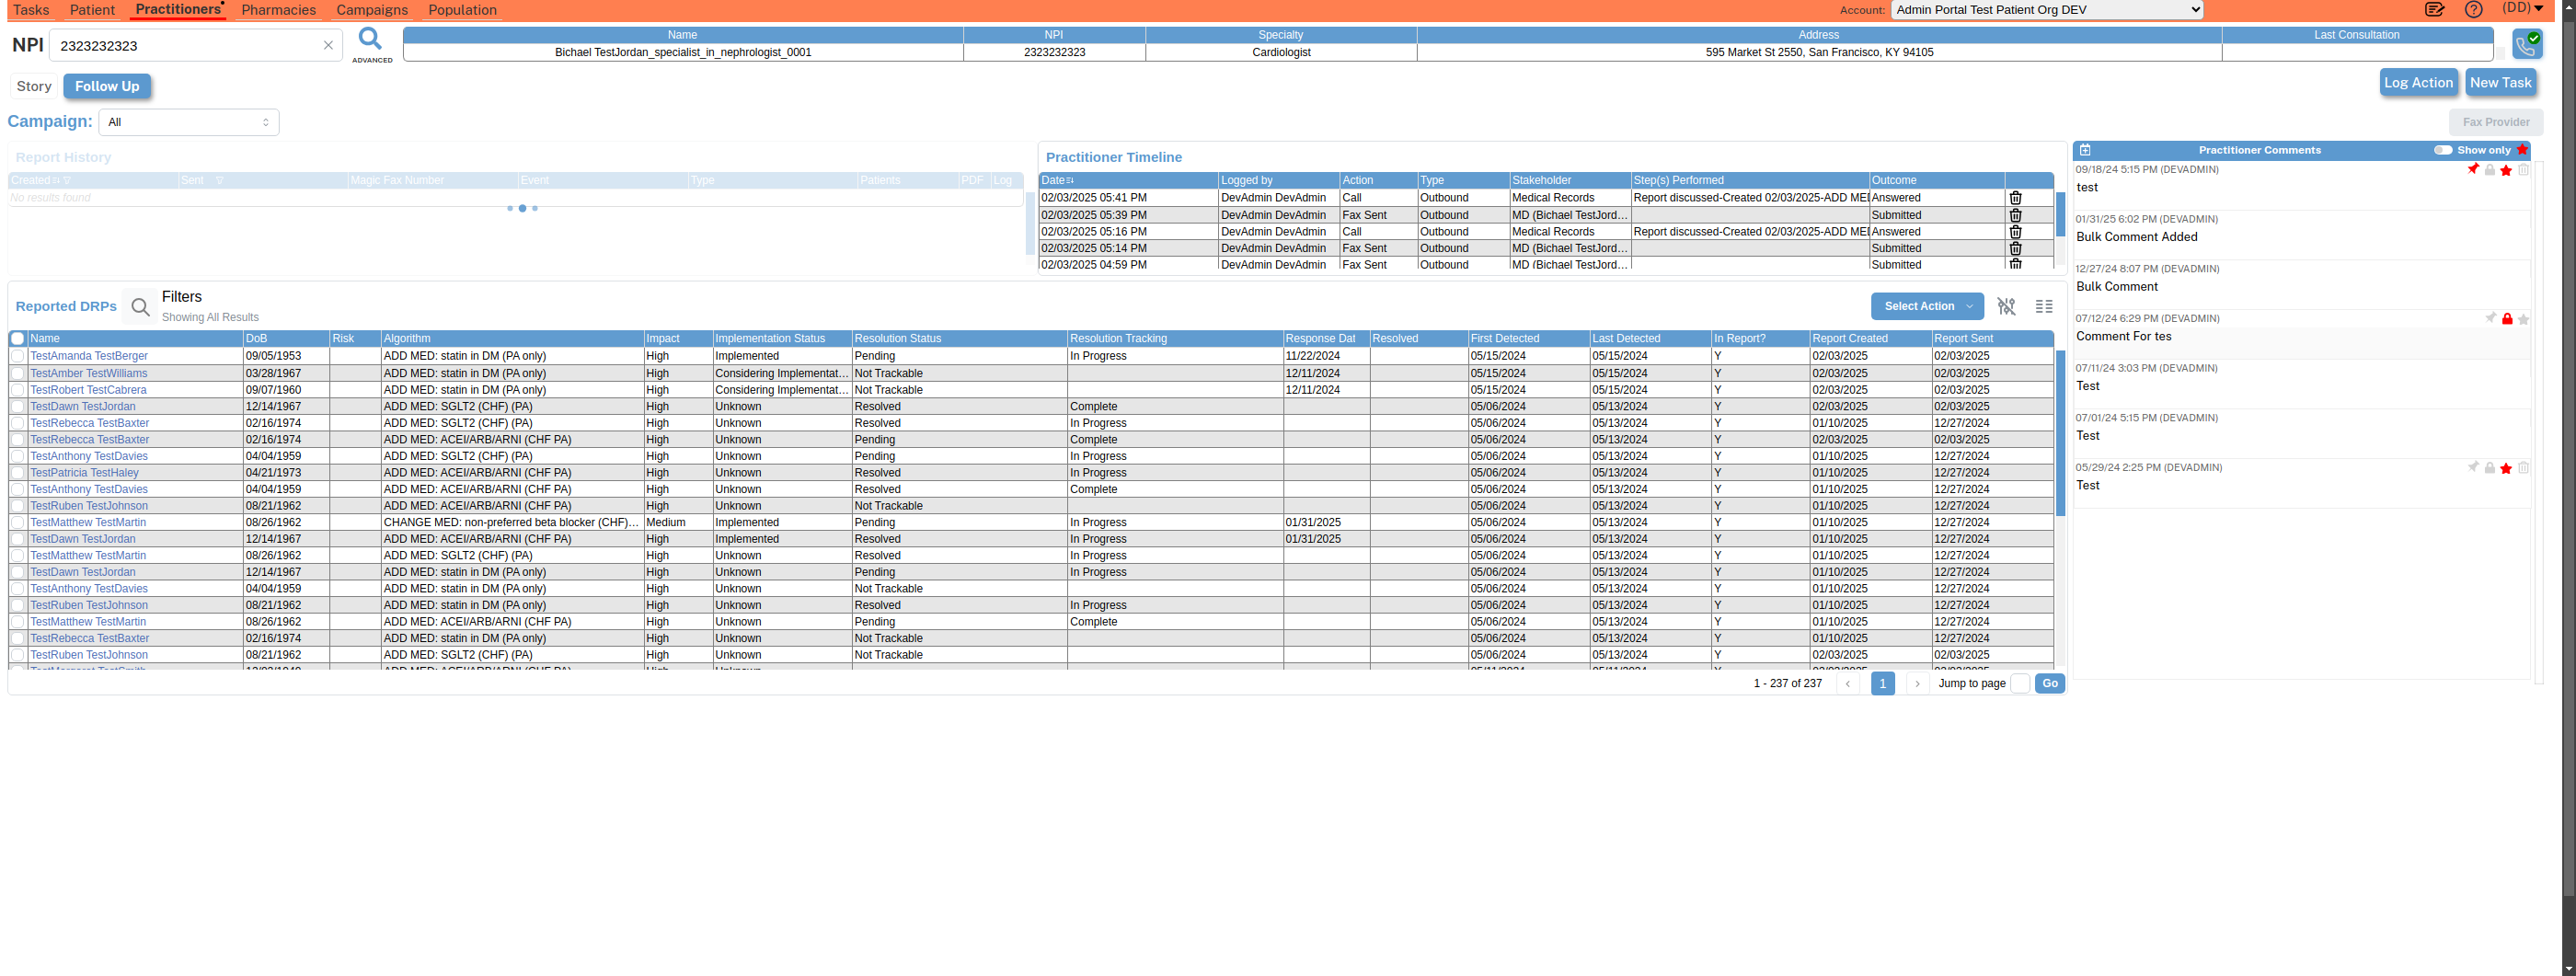 Tasks Patient Practitioners Pharmacies Campaigns Population Account: Admin Portal Test Patient Org DEV (DD)
NPI 2323232323 ADVANCED
Name NPI Specialty Address Last Consultation
Bichael TestJordan_specialist_in_nephrologist_0001 2323232323 Cardiologist 595 Market St 2550, San Francisco, KY 94105
Story Follow Up Log Action New Task
Campaign: All Fax Provider
Report History
Created Sent Magic Fax Number Event Type Patients PDF Log
No results found
Practitioner Timeline
Date Logged by Action Type Stakeholder Step(s) Performed Outcome
02/03/2025 05:41 PM DevAdmin DevAdmin Call Outbound Medical Records Report discussed-Created 02/03/2025-ADD MEI Answered
02/03/2025 05:39 PM DevAdmin DevAdmin Fax Sent Outbound MD (Bichael TestJord... Submitted
02/03/2025 05:16 PM DevAdmin DevAdmin Call Outbound Medical Records Report discussed-Created 02/03/2025-ADD MEI Answered
02/03/2025 05:14 PM DevAdmin DevAdmin Fax Sent Outbound MD (Bichael TestJord... Submitted
02/03/2025 04:59 PM DevAdmin DevAdmin Fax Sent Outbound MD (Bichael TestJord... Submitted
Practitioner Comments Show only
09/18/24 5:15 PM (DEVADMIN)
test
01/31/25 6:02 PM (DEVADMIN)
Bulk Comment Added
12/27/24 8:07 PM (DEVADMIN)
Bulk Comment
07/12/24 6:29 PM (DEVADMIN)
Comment For tes
07/11/24 3:03 PM (DEVADMIN)
Test
07/01/24 5:15 PM (DEVADMIN)
Test
05/29/24 2:25 PM (DEVADMIN)
Test
Reported DRPs Filters Select Action
Showing All Results
Name DoB Risk Algorithm Impact Implementation Status Resolution Status Resolution Tracking Response Dat Resolved First Detected Last Detected In Report? Report Created Report Sent
TestAmanda TestBerger 09/05/1953 ADD MED: statin in DM (PA only) High Implemented Pending In Progress 11/22/2024 05/15/2024 05/15/2024 Y 02/03/2025 02/03/2025
TestAmber TestWilliams 03/28/1967 ADD MED: statin in DM (PA only) High Considering Implementat... Not Trackable 12/11/2024 05/15/2024 05/15/2024 Y 02/03/2025 02/03/2025
TestRobert TestCabrera 09/07/1960 ADD MED: statin in DM (PA only) High Considering Implementat... Not Trackable 12/11/2024 05/15/2024 05/15/2024 Y 02/03/2025 02/03/2025
TestDawn TestJordan 12/14/1967 ADD MED: SGLT2 (CHF) (PA) High Unknown Resolved Complete 05/06/2024 05/13/2024 Y 02/03/2025 02/03/2025
TestRebecca TestBaxter 02/16/1974 ADD MED: SGLT2 (CHF) (PA) High Unknown Resolved In Progress 05/06/2024 05/13/2024 Y 01/10/2025 12/27/2024
TestRebecca TestBaxter 02/16/1974 ADD MED: ACEI/ARB/ARNI (CHF PA) High Unknown Pending Complete 05/06/2024 05/13/2024 Y 02/03/2025 02/03/2025
TestAnthony TestDavies 04/04/1959 ADD MED: SGLT2 (CHF) (PA) High Unknown Pending In Progress 05/06/2024 05/13/2024 Y 01/10/2025 12/27/2024
TestPatricia TestHaley 04/21/1973 ADD MED: ACEI/ARB/ARNI (CHF PA) High Unknown Resolved In Progress 05/06/2024 05/13/2024 Y 01/10/2025 12/27/2024
TestAnthony TestDavies 04/04/1959 ADD MED: ACEI/ARB/ARNI (CHF PA) High Unknown Resolved Complete 05/06/2024 05/13/2024 Y 01/10/2025 12/27/2024
TestRuben TestJohnson 08/21/1962 ADD MED: ACEI/ARB/ARNI (CHF PA) High Unknown Not Trackable 05/06/2024 05/13/2024 Y 01/10/2025 12/27/2024
TestMatthew TestMartin 08/26/1962 CHANGE MED: non-preferred beta blocker (CHF)... Medium Implemented Pending In Progress 01/31/2025 05/06/2024 05/13/2024 Y 01/10/2025 12/27/2024
TestDawn TestJordan 12/14/1967 ADD MED: ACEI/ARB/ARNI (CHF PA) High Implemented Resolved In Progress 01/31/2025 05/06/2024 05/13/2024 Y 01/10/2025 12/27/2024
TestMatthew TestMartin 08/26/1962 ADD MED: SGLT2 (CHF) (PA) High Unknown Resolved In Progress 05/06/2024 05/13/2024 Y 01/10/2025 12/27/2024
TestDawn TestJordan 12/14/1967 ADD MED: statin in DM (PA only) High Unknown Pending In Progress 05/06/2024 05/13/2024 Y 01/10/2025 12/27/2024
TestAnthony TestDavies 04/04/1959 ADD MED: statin in DM (PA only) High Unknown Not Trackable 05/06/2024 05/13/2024 Y 01/10/2025 12/27/2024
TestRuben TestJohnson 08/21/1962 ADD MED: statin in DM (PA only) High Unknown Resolved In Progress 05/06/2024 05/13/2024 Y 01/10/2025 12/27/2024
TestMatthew TestMartin 08/26/1962 ADD MED: ACEI/ARB/ARNI (CHF PA) High Unknown Pending Complete 05/06/2024 05/13/2024 Y 01/10/2025 12/27/2024
TestRebecca TestBaxter 02/16/1974 ADD MED: statin in DM (PA only) High Unknown Not Trackable 05/06/2024 05/13/2024 Y 01/10/2025 12/27/2024
TestRuben TestJohnson 08/21/1962 ADD MED: SGLT2 (CHF) (PA) High Unknown Not Trackable 05/06/2024 05/13/2024 Y 02/03/2025 02/03/2025
1 - 237 of 237 1 Jump to page Go